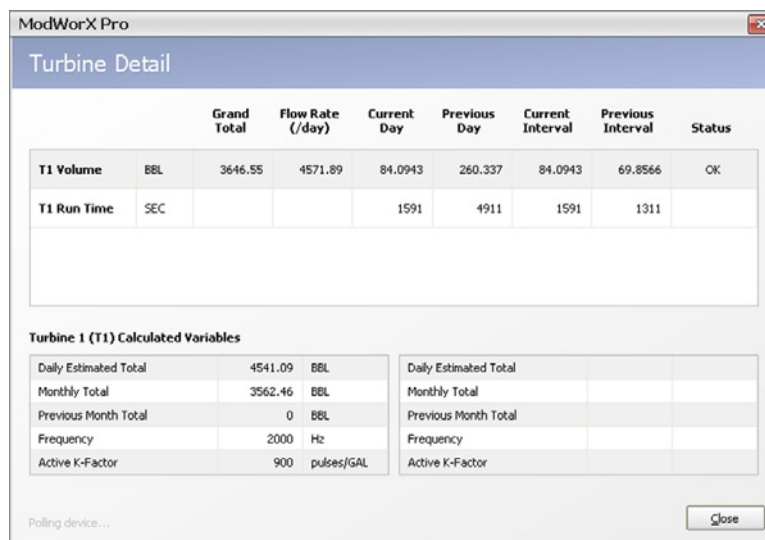 ModWorX Pro
Turbine Detail
Grand Total Flow Rate (/day) Current Day Previous Day Current Interval Previous Interval Status
T1 Volume BBL 3646.55 4571.89 84.0943 260.337 84.0943 69.8566 OK
T1 Run Time SEC 1591 4911 1591 1311
Turbine 1 (T1) Calculated Variables
Daily Estimated Total 4541.09 BBL Daily Estimated Total
Monthly Total 3562.46 BBL Monthly Total
Previous Month Total 0 BBL Previous Month Total
Frequency 2000 Hz Frequency
Active K-Factor 900 pulses/GAL Active K-Factor
Polling device...
Close